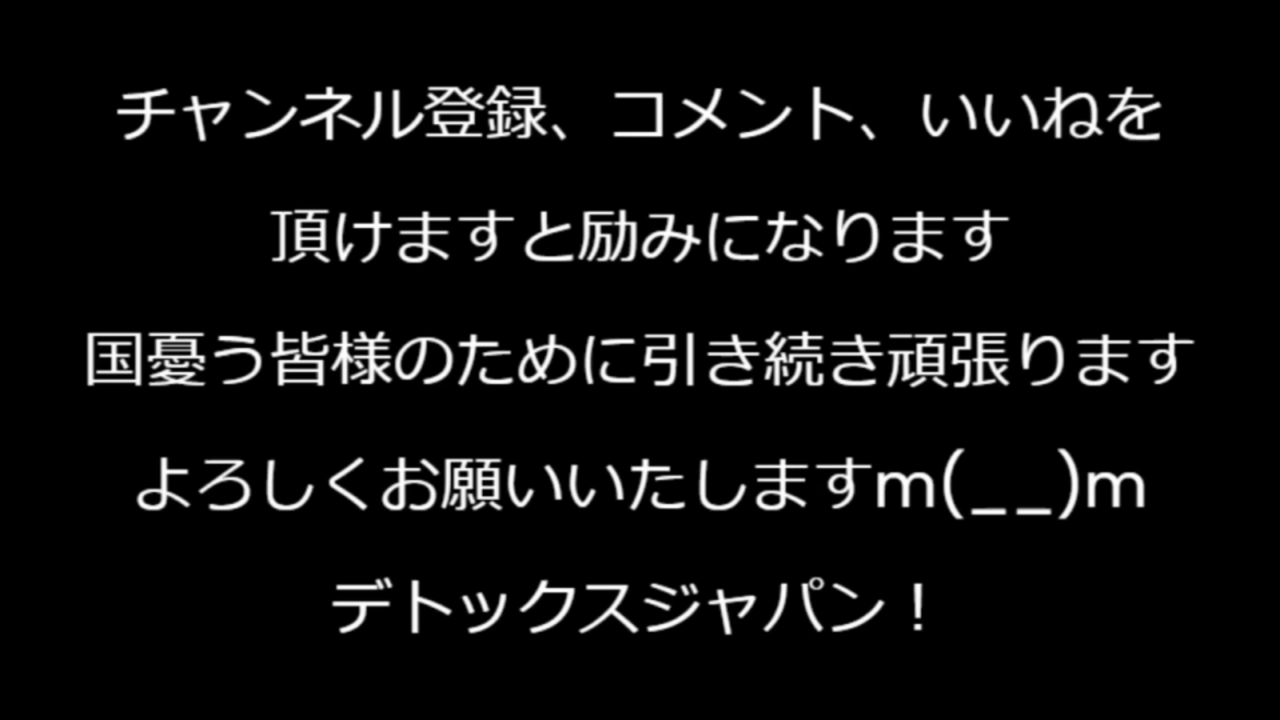 チャンネル登録、コメント、いいねを
頂けますと励みになります
国憂う皆様のために引き続き頑張ります
よろしくお願いいたしますm(__)m
デトックスジャパン！